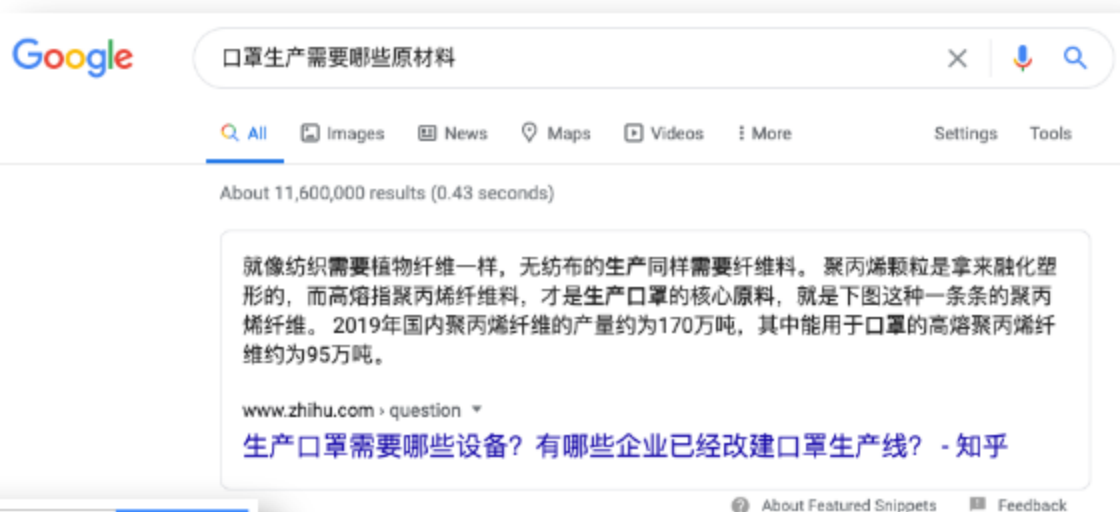 Google
口罩生产需要哪些原材料
All Images News Maps Videos More Settings Tools
About 11,600,000 results (0.43 seconds)
就像纺织需要植物纤维一样，无纺布的生产同样需要纤维料。 聚丙烯颗粒是拿来融化塑
形的，而高熔指聚丙烯纤维料，才是生产口罩的核心原料，就是下图这种一条条的聚丙
烯纤维。 2019年国内聚丙烯纤维的产量约为170万吨，其中能用于口罩的高熔聚丙烯纤
维约为95万吨。
www.zhihu.com › question
生产口罩需要哪些设备？有哪些企业已经改建口罩生产线？ - 知乎
About Featured Snippets Feedback